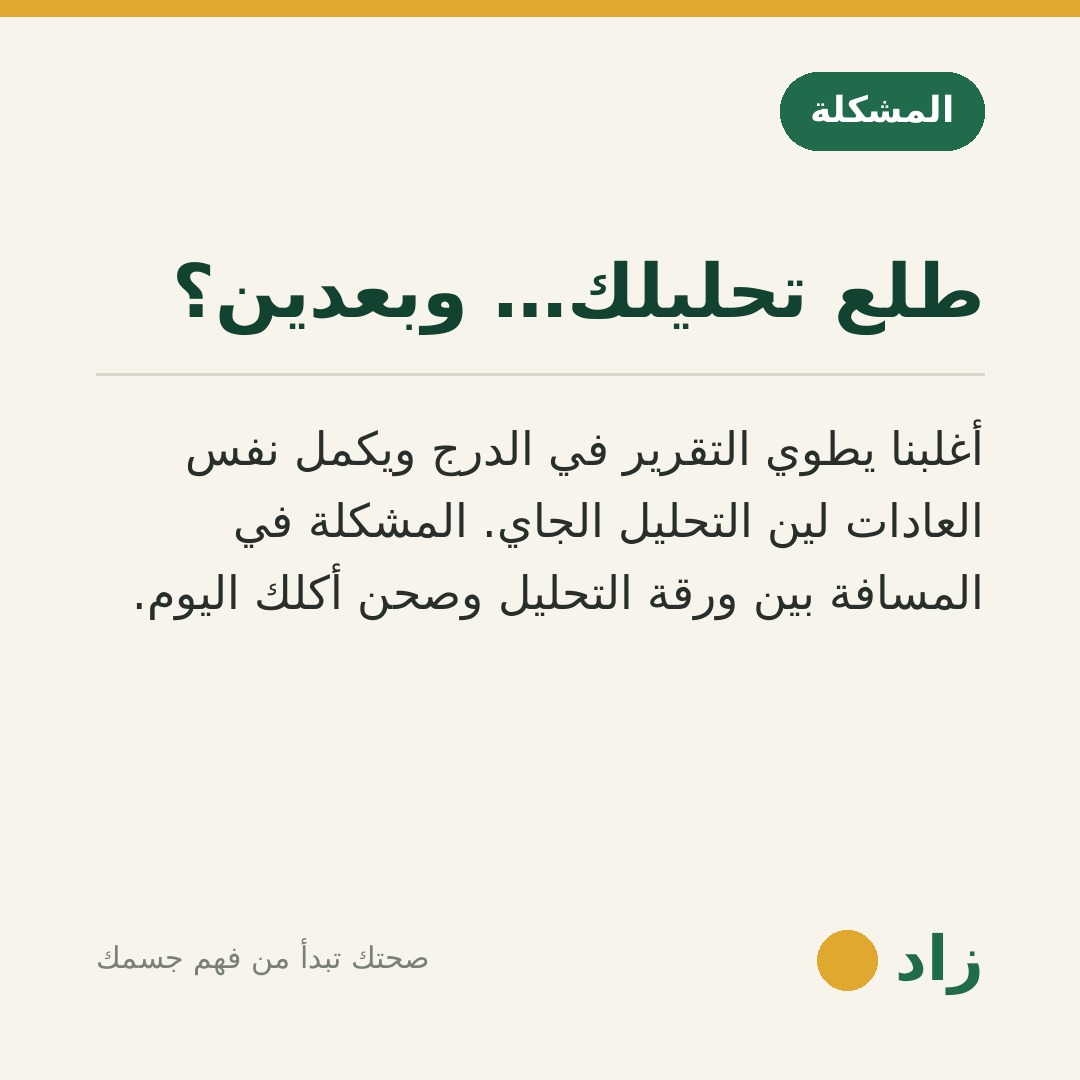 المشكلة
طلع تحليلك... وبعدين؟
أغلبنا يطوي التقرير في الدرج ويكمل نفس
العادات لين التحليل الجاي. المشكلة في
المسافة بين ورقة التحليل وصحن أكلك اليوم.
زاد
صحتك تبدأ من فهم جسمك